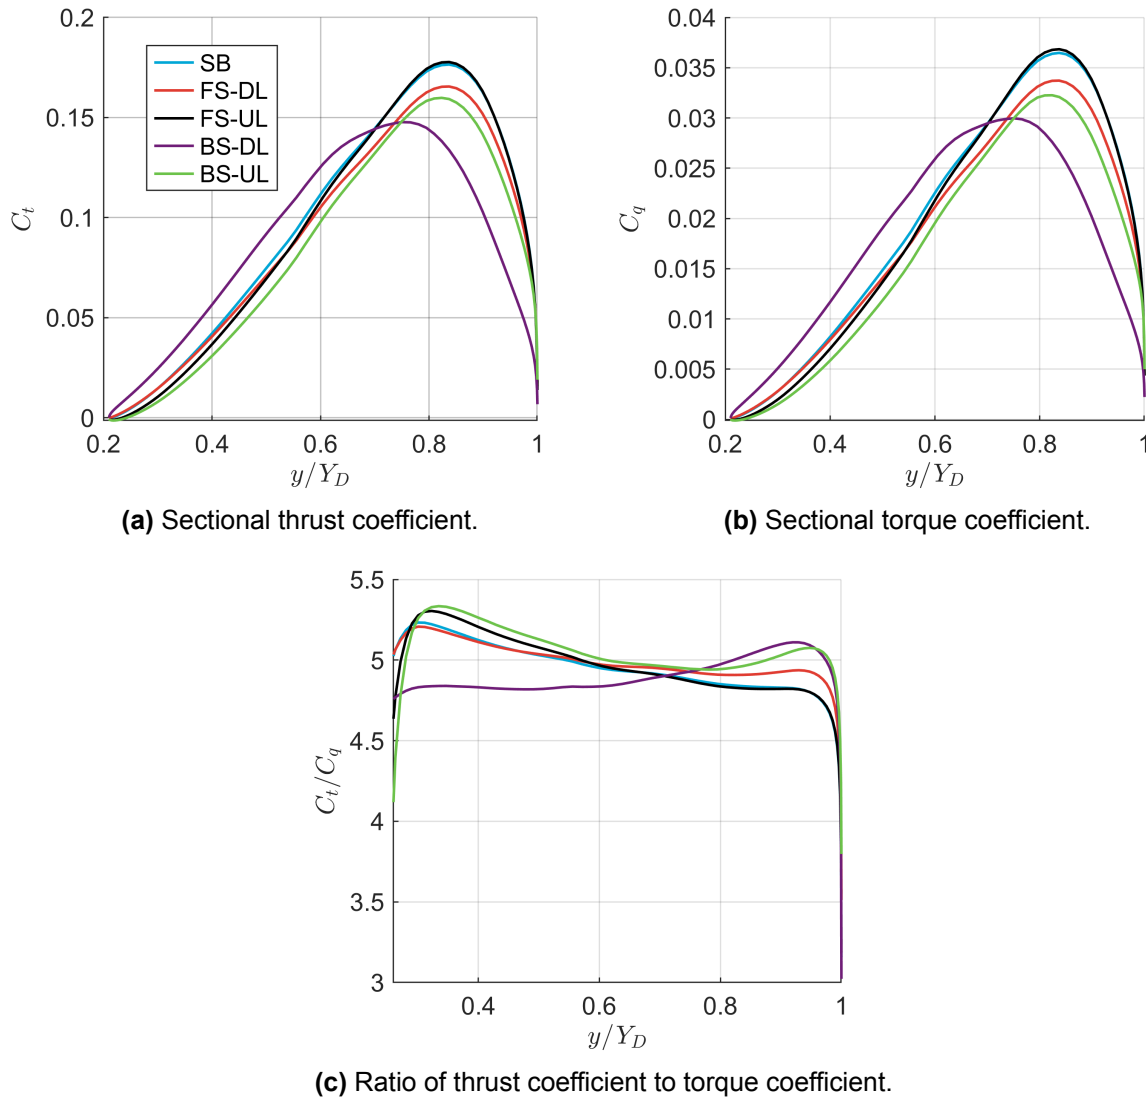 0.2
0.15
0.1
0.05
0
C_t
SB
FS-DL
FS-UL
BS-DL
BS-UL
0.2 0.4 0.6 0.8 1
y/Y_D
(a) Sectional thrust coefficient.
0.04
0.035
0.03
0.025
0.02
0.015
0.01
0.005
0
C_q
0.2 0.4 0.6 0.8 1
y/Y_D
(b) Sectional torque coefficient.
5.5
5
4.5
4
3.5
3
C_t/C_q
0.4 0.6 0.8 1
y/Y_D
(c) Ratio of thrust coefficient to torque coefficient.